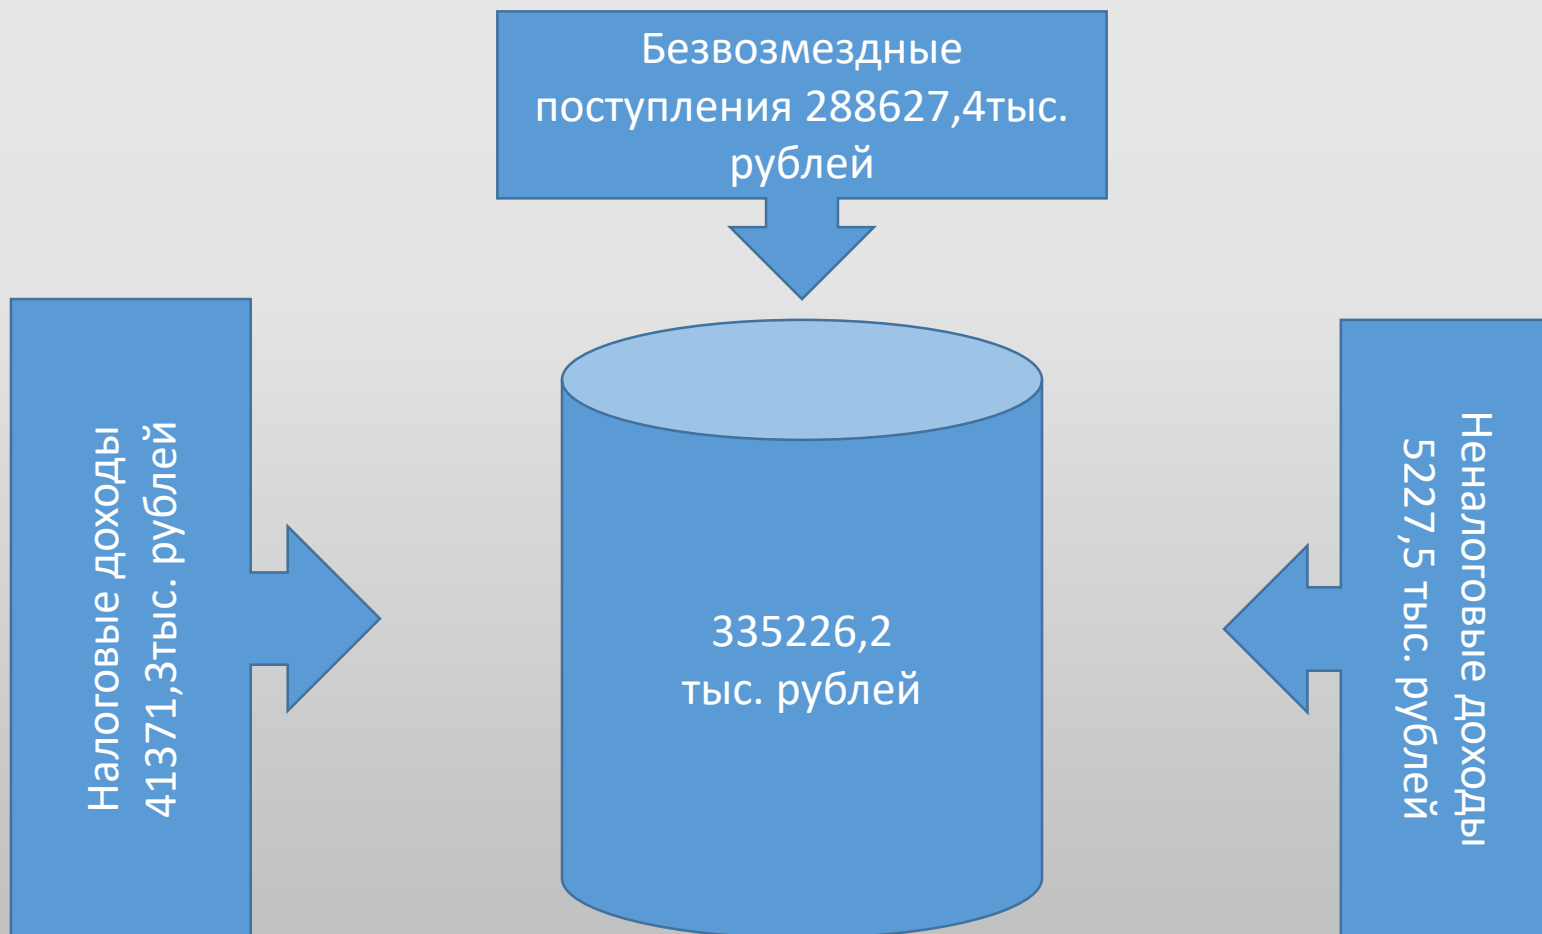 Безвозмездные
поступления 288627,4тыс.
рублей
Налоговые доходы
41371,3тыс. рублей
335226,2
тыс. рублей
Неналоговые доходы
5227,5 тыс. рублей